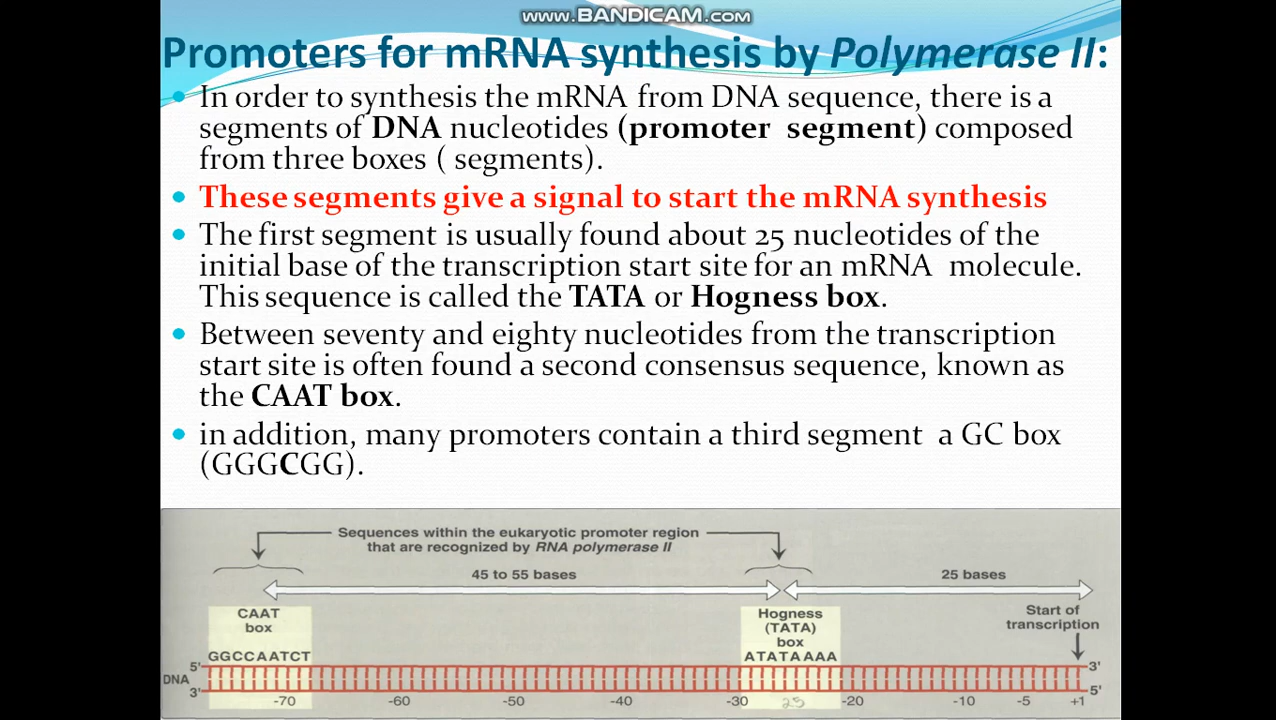 www.BANDICAM.com
Promoters for mRNA synthesis by Polymerase II:
In order to synthesis the mRNA from DNA sequence, there is a
segments of DNA nucleotides (promoter segment) composed
from three boxes ( segments).
These segments give a signal to start the mRNA synthesis
The first segment is usually found about 25 nucleotides of the
initial base of the transcription start site for an mRNA molecule.
This sequence is called the TATA or Hogness box.
Between seventy and eighty nucleotides from the transcription
start site is often found a second consensus sequence, known as
the CAAT box.
in addition, many promoters contain a third segment a GC box
(GGGCGG).
Sequences within the eukaryotic promoter region
that are recognized by RNA polymerase II
45 to 55 bases
25 bases
CAAT
box
Hogness
(TATA)
box
Start of
transcription
GGCCAATCT
ATATAAAA
5' 3'
DNA
3' 5'
-70 -60 -50 -40 -30 25 -20 -10 -5 +1